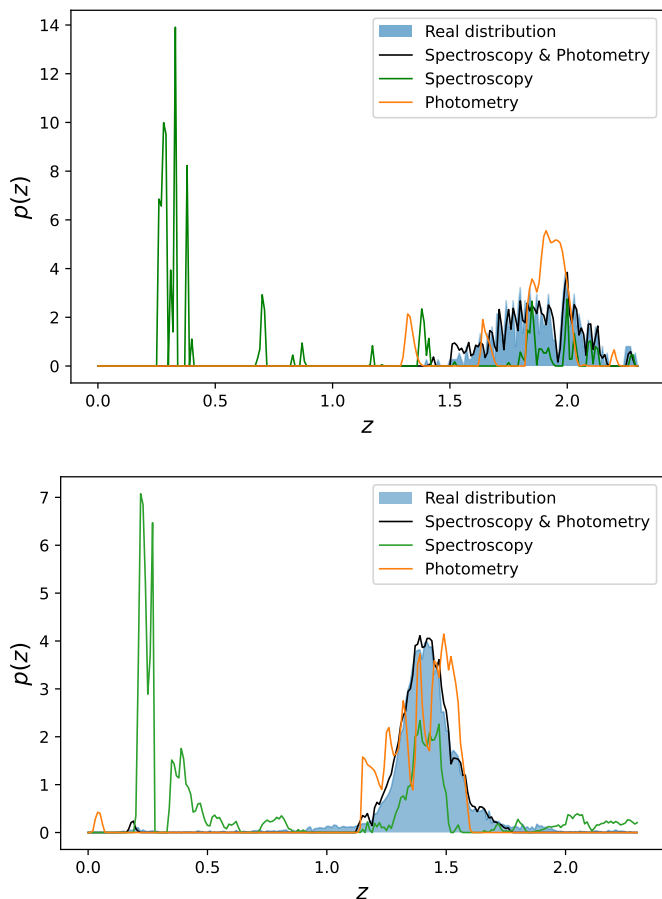 14
12
10
8
6
4
2
0
p(z)
Real distribution
Spectroscopy & Photometry
Spectroscopy
Photometry
0.0 0.5 1.0 1.5 2.0
z
7
6
5
4
3
2
1
0
p(z)
Real distribution
Spectroscopy & Photometry
Spectroscopy
Photometry
0.0 0.5 1.0 1.5 2.0
z